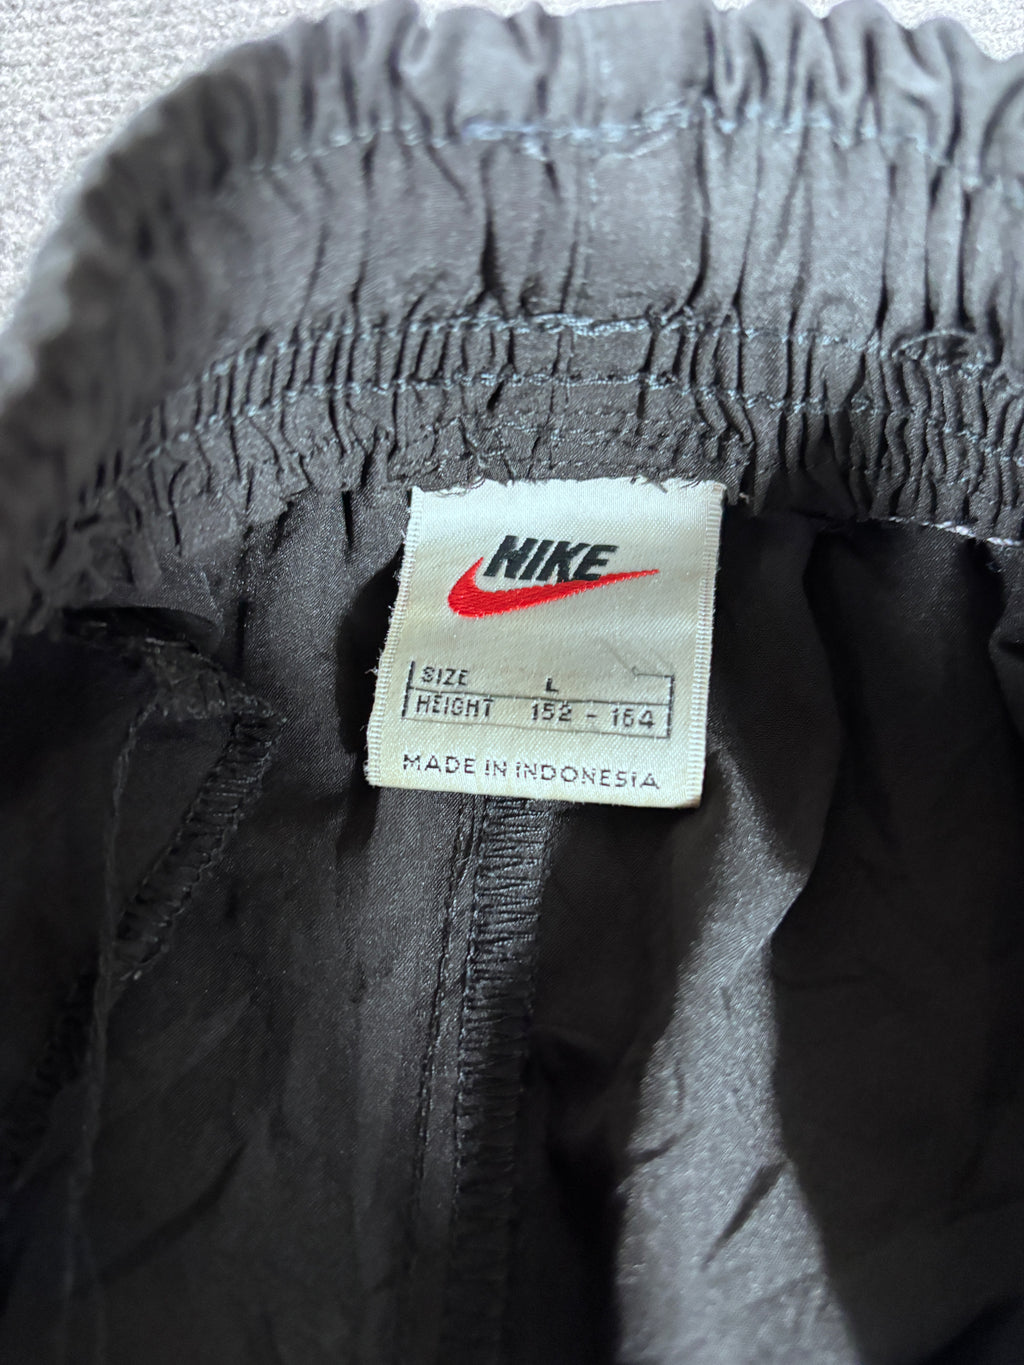 NIKE
SIZE L
HEIGHT 152 - 164
MADE IN INDONESIA